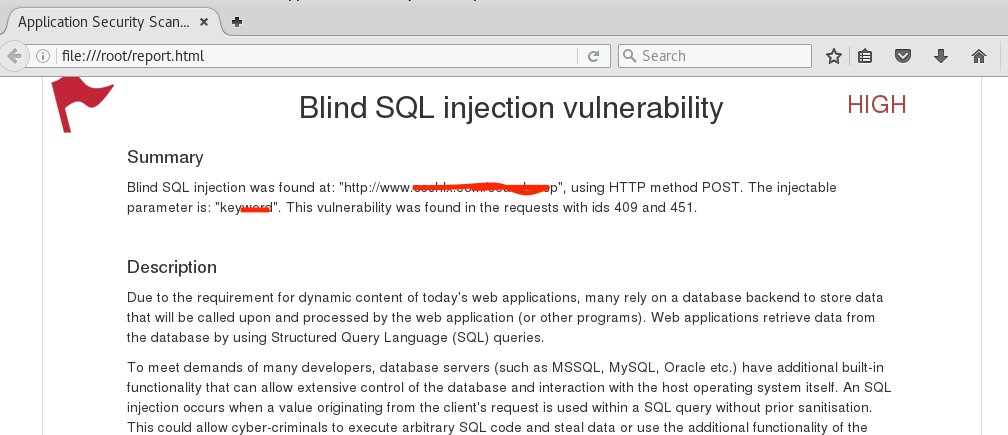 Application Security Scan...
file:///root/report.html
Search
Blind SQL injection vulnerability
HIGH
Summary
Blind SQL injection was found at: "http://www. p", using HTTP method POST. The injectable
parameter is: "keyword". This vulnerability was found in the requests with ids 409 and 451.
Description
Due to the requirement for dynamic content of today's web applications, many rely on a database backend to store data
that will be called upon and processed by the web application (or other programs). Web applications retrieve data from
the database by using Structured Query Language (SQL) queries.
To meet demands of many developers, database servers (such as MSSQL, MySQL, Oracle etc.) have additional built-in
functionality that can allow extensive control of the database and interaction with the host operating system itself. An SQL
injection occurs when a value originating from the client's request is used within a SQL query without prior sanitisation.
This could allow cyber-criminals to execute arbitrary SQL code and steal data or use the additional functionality of the